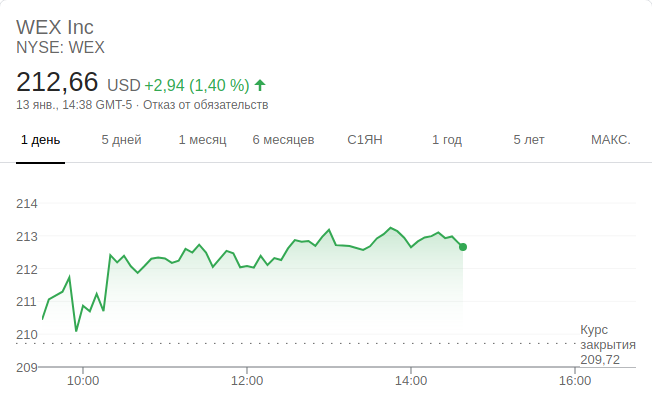 WEX Inc
NYSE: WEX
212,66 USD +2,94 (1,40 %)
13 янв., 14:38 GMT-5 · Отказ от обязательств
1 день 5 дней 1 месяц 6 месяцев С1ЯН 1 год 5 лет МАКС.
214
213
212
211
210
Курс
закрытия
209,72
209
10:00 12:00 14:00 16:00